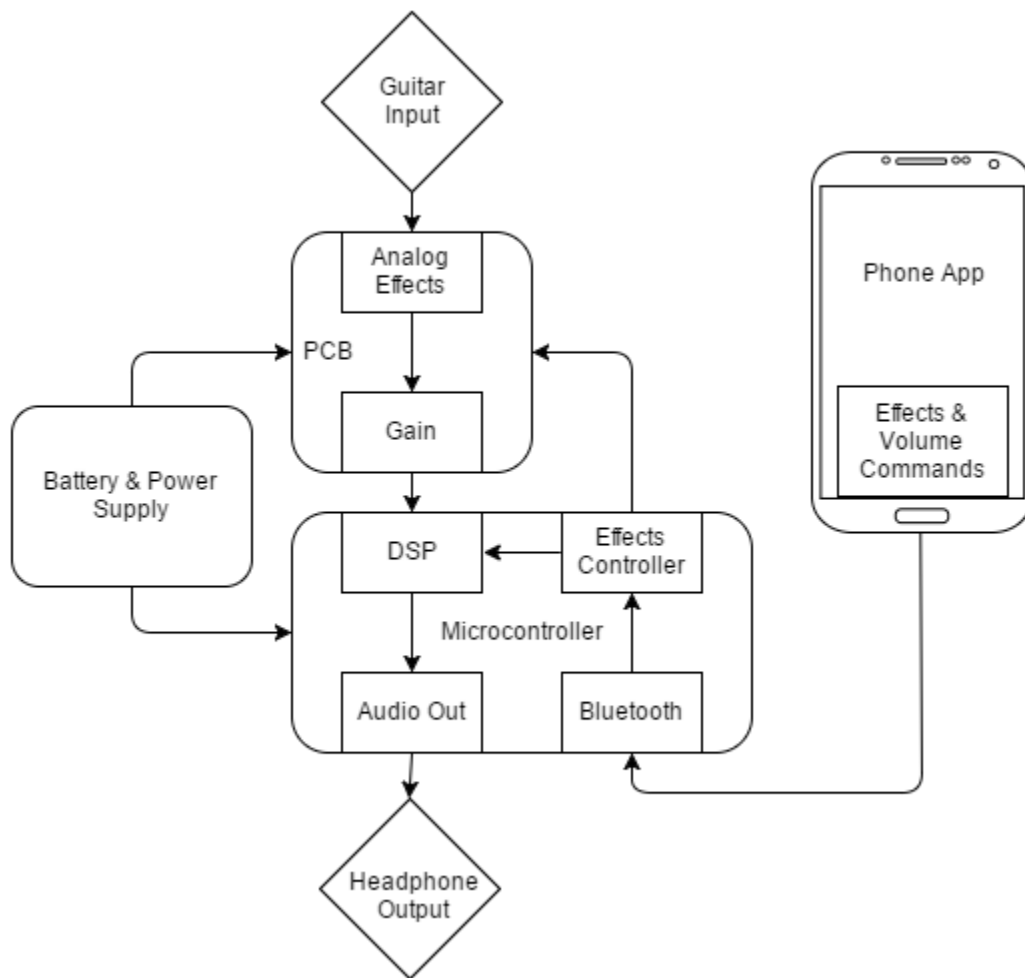 Guitar
Input
Analog
Effects
Phone App
PCB
Effects &
Volume
Commands
Gain
Battery & Power
Supply
DSP
Effects
Controller
Microcontroller
Audio Out
Bluetooth
Headphone
Output